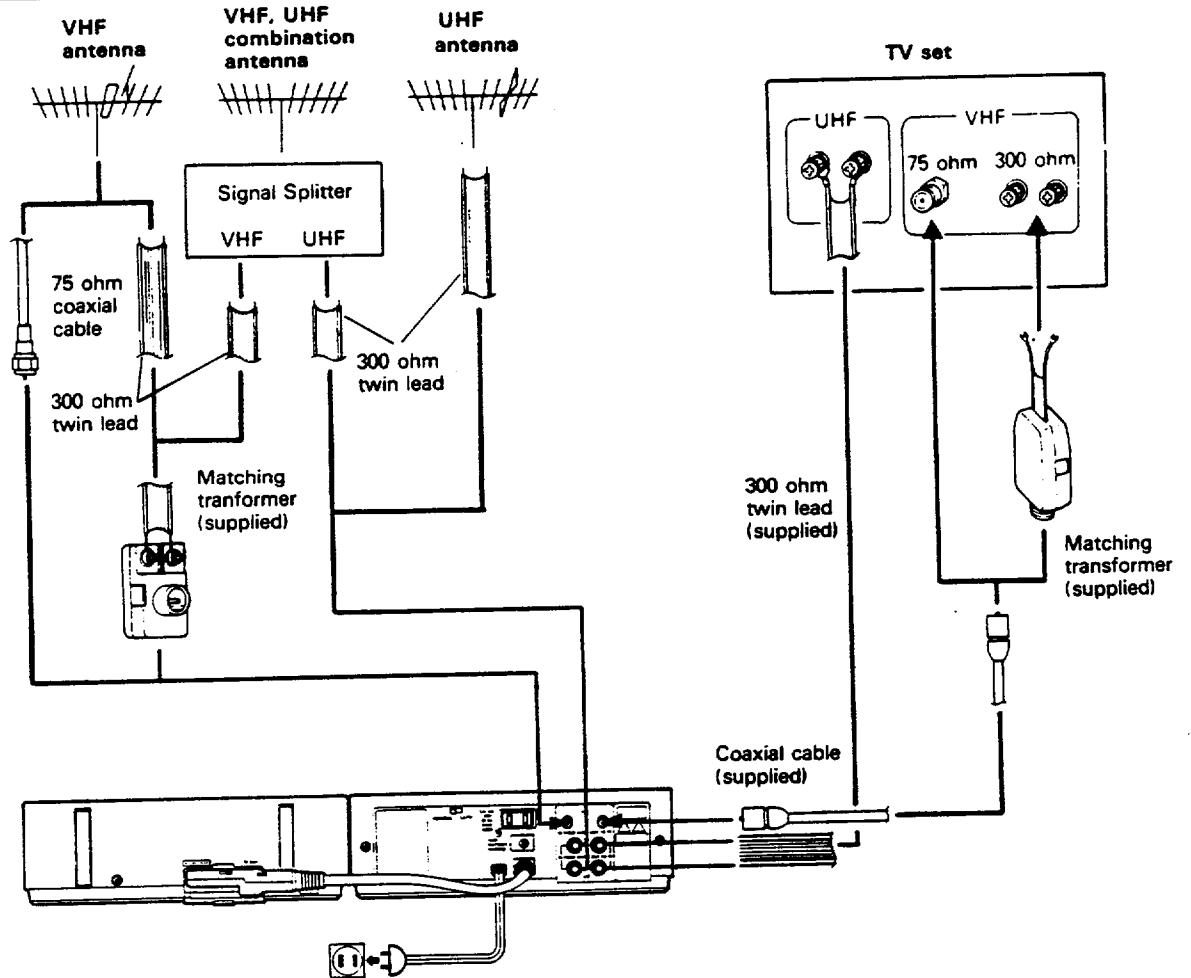 VHF
antenna
VHF, UHF
combination
antenna
UHF
antenna
TV set
UHF
VHF
75 ohm
300 ohm
Signal Splitter
VHF
UHF
75 ohm
coaxial
cable
300 ohm
twin lead
300 ohm
twin lead
Matching
tranformer
(supplied)
300 ohm
twin lead
(supplied)
Matching
transformer
(supplied)
Coaxial cable
(supplied)